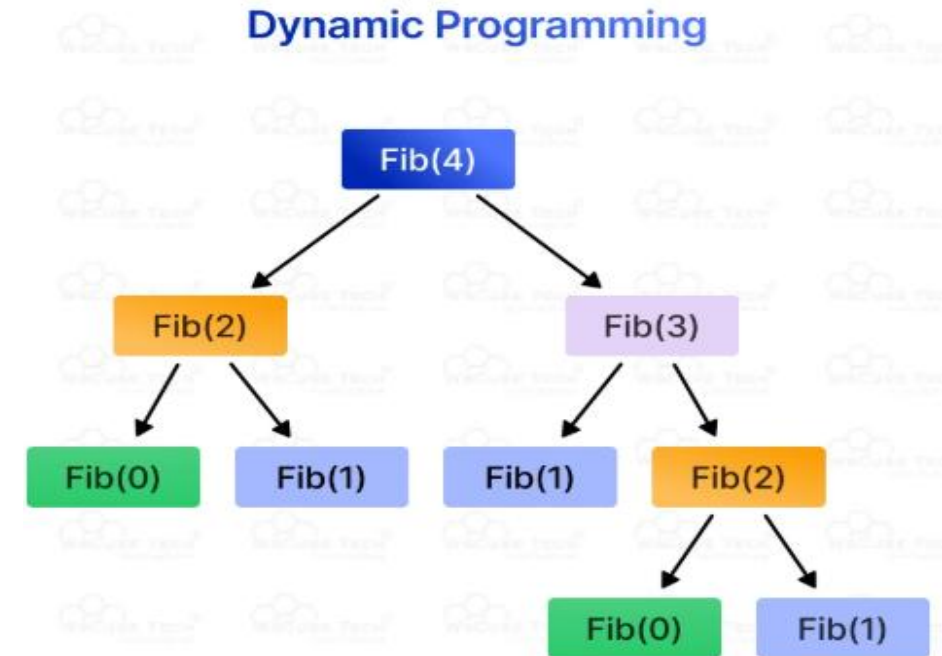 Dynamic Programming
Fib(4)
Fib(2) Fib(3)
Fib(0) Fib(1) Fib(1) Fib(2)
Fib(0) Fib(1)